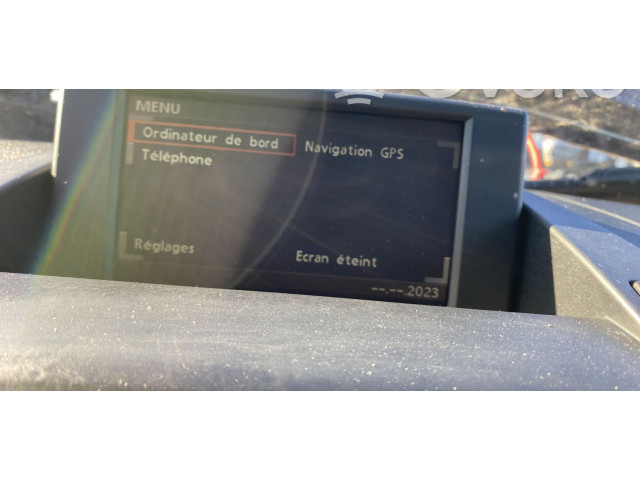 MENU
Ordinateur de bord
Navigation GPS
Téléphone
Réglages
Ecran éteint
--.--.2023